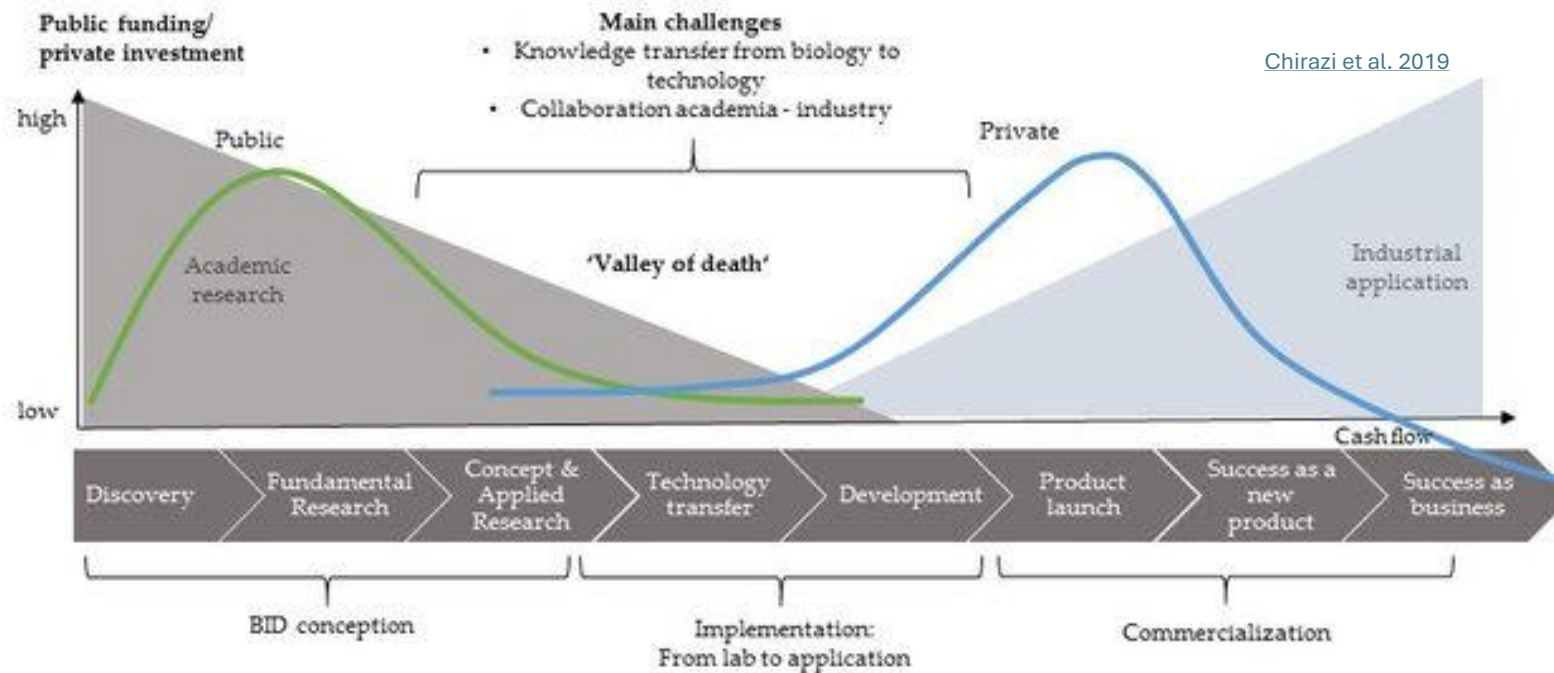 Public funding/
private investment
Main challenges
• Knowledge transfer from biology to
technology
• Collaboration academia - industry
Chirazi et al. 2019
high
Public
Private
Academic
research
'Valley of death'
Industrial
application
low
Cash flow
Discovery
Fundamental
Research
Concept &
Applied
Research
Technology
transfer
Development
Product
launch
Success as a
new
product
Success as
business
BID conception
Implementation:
From lab to application
Commercialization